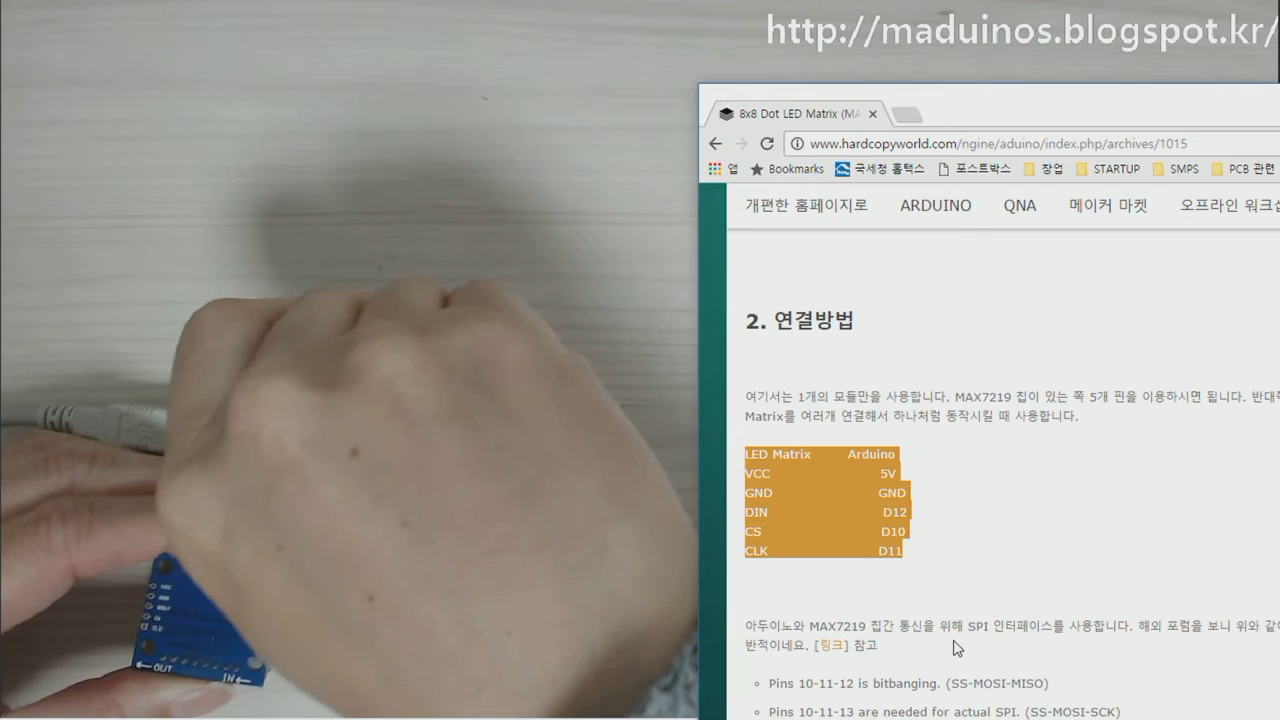 http://maduinos.blogspot.kr/
8x8 Dot LED Matrix (MA
www.hardcopyworld.com/ngine/aduino/index.php/archives/1015
앱 Bookmarks 국세청 홈택스 포스트박스 창업 STARTUP SMPS PCB 관련
개편한 홈페이지로 ARDUINO QNA 메이커 마켓 오프라인 워크숍
2. 연결방법
여기서는 1개의 모듈만을 사용합니다. MAX7219 칩이 있는 쪽 5개 핀을 이용하시면 됩니다. 반대쪽
Matrix를 여러개 연결해서 하나처럼 동작시킬 때 사용합니다.
LED Matrix Arduino
VCC 5V
GND GND
DIN D12
CS D10
CLK D11
아두이노와 MAX7219 칩간 통신을 위해 SPI 인터페이스를 사용합니다. 해외 포럼을 보니 위와 같이
반적이네요. [링크] 참고
Pins 10-11-12 is bitbanging. (SS-MOSI-MISO)
Pins 10-11-13 are needed for actual SPI. (SS-MOSI-SCK)
←OUT
IN←